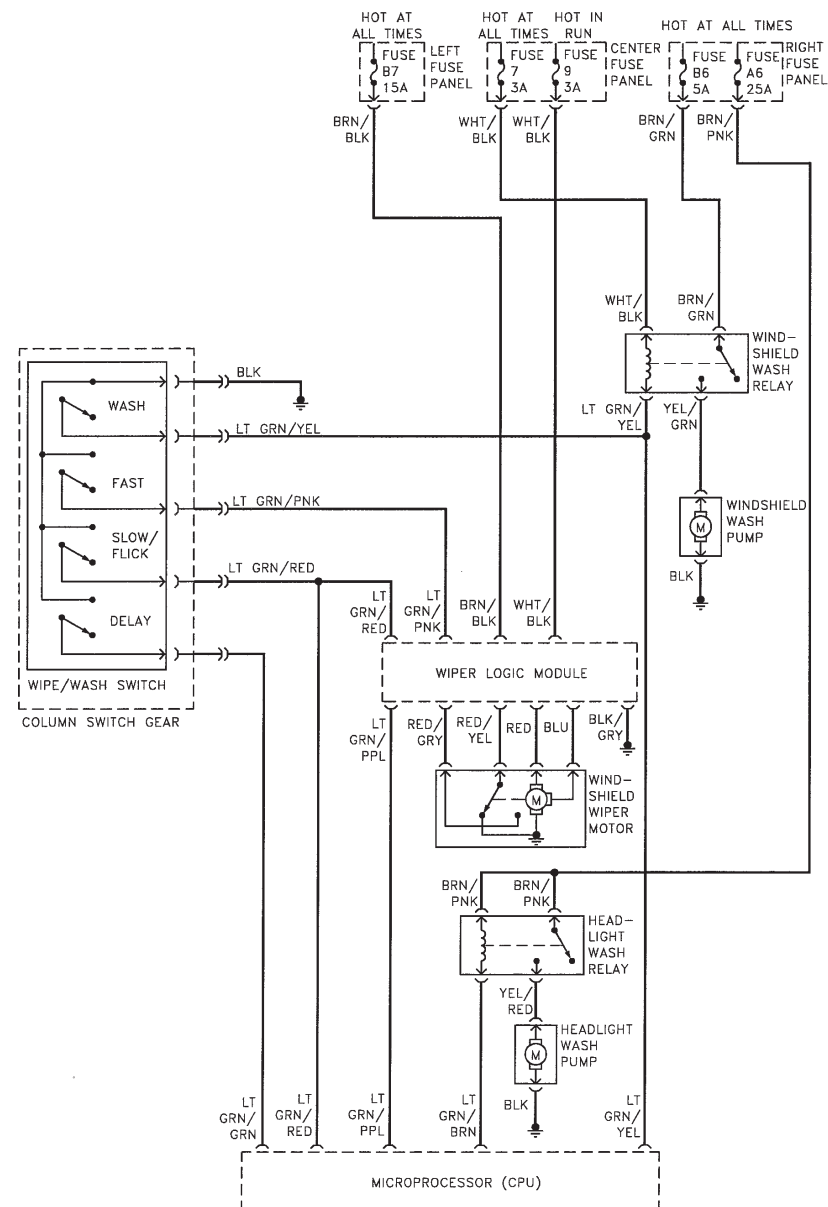 HOT AT
ALL TIMES
HOT AT
ALL TIMES
HOT IN
RUN
HOT AT ALL TIMES
FUSE
B7
15A
LEFT
FUSE
PANEL
FUSE
7
3A
FUSE
9
3A
CENTER
FUSE
PANEL
FUSE
B6
5A
FUSE
A6
25A
RIGHT
FUSE
PANEL
BRN/
BLK
WHT/
BLK
WHT/
BLK
BRN/
GRN
BRN/
PNK
WHT/
BLK
BRN/
GRN
WIND-
SHIELD
WASH
RELAY
LT GRN/
YEL
YEL/
GRN
BLK
WASH
LT GRN/YEL
FAST
LT GRN/PNK
SLOW/
FLICK
LT GRN/RED
DELAY
WIPE/WASH SWITCH
COLUMN SWITCH GEAR
M
WINDSHIELD
WASH
PUMP
BLK
LT
GRN/
RED
LT
GRN/
PNK
BRN/
BLK
WHT/
BLK
WIPER LOGIC MODULE
LT
GRN/
PPL
RED/
GRY
RED/
YEL
RED
BLU
BLK/
GRY
M
WIND-
SHIELD
WIPER
MOTOR
BRN/
PNK
BRN/
PNK
HEAD-
LIGHT
WASH
RELAY
YEL/
RED
M
HEADLIGHT
WASH
PUMP
BLK
LT
GRN/
GRN
LT
GRN/
RED
LT
GRN/
PPL
LT
GRN/
BRN
LT
GRN/
YEL
MICROPROCESSOR (CPU)